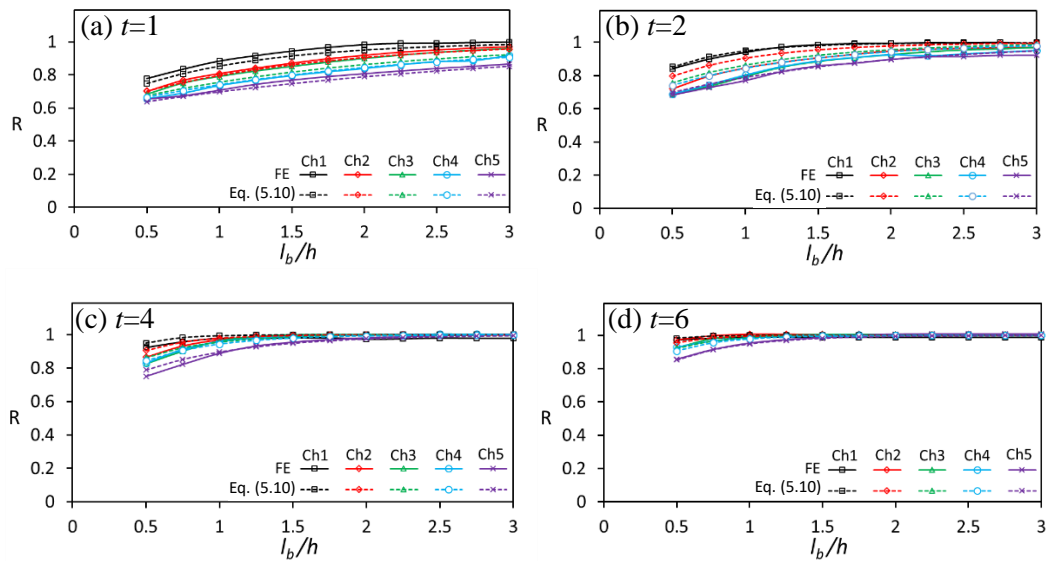 (a) t=1
1
0.8
0.6
R
0.4
0.2
0
Ch1 Ch2 Ch3 Ch4 Ch5
FE
Eq. (5.10)
0.5 1 1.5 2 2.5 3
l_b/h
(b) t=2
1
0.8
0.6
R
0.4
0.2
0
Ch1 Ch2 Ch3 Ch4 Ch5
FE
Eq. (5.10)
0.5 1 1.5 2 2.5 3
l_b/h
(c) t=4
1
0.8
0.6
R
0.4
0.2
0
Ch1 Ch2 Ch3 Ch4 Ch5
FE
Eq. (5.10)
0.5 1 1.5 2 2.5 3
l_b/h
(d) t=6
1
0.8
0.6
R
0.4
0.2
0
Ch1 Ch2 Ch3 Ch4 Ch5
FE
Eq. (5.10)
0.5 1 1.5 2 2.5 3
l_b/h